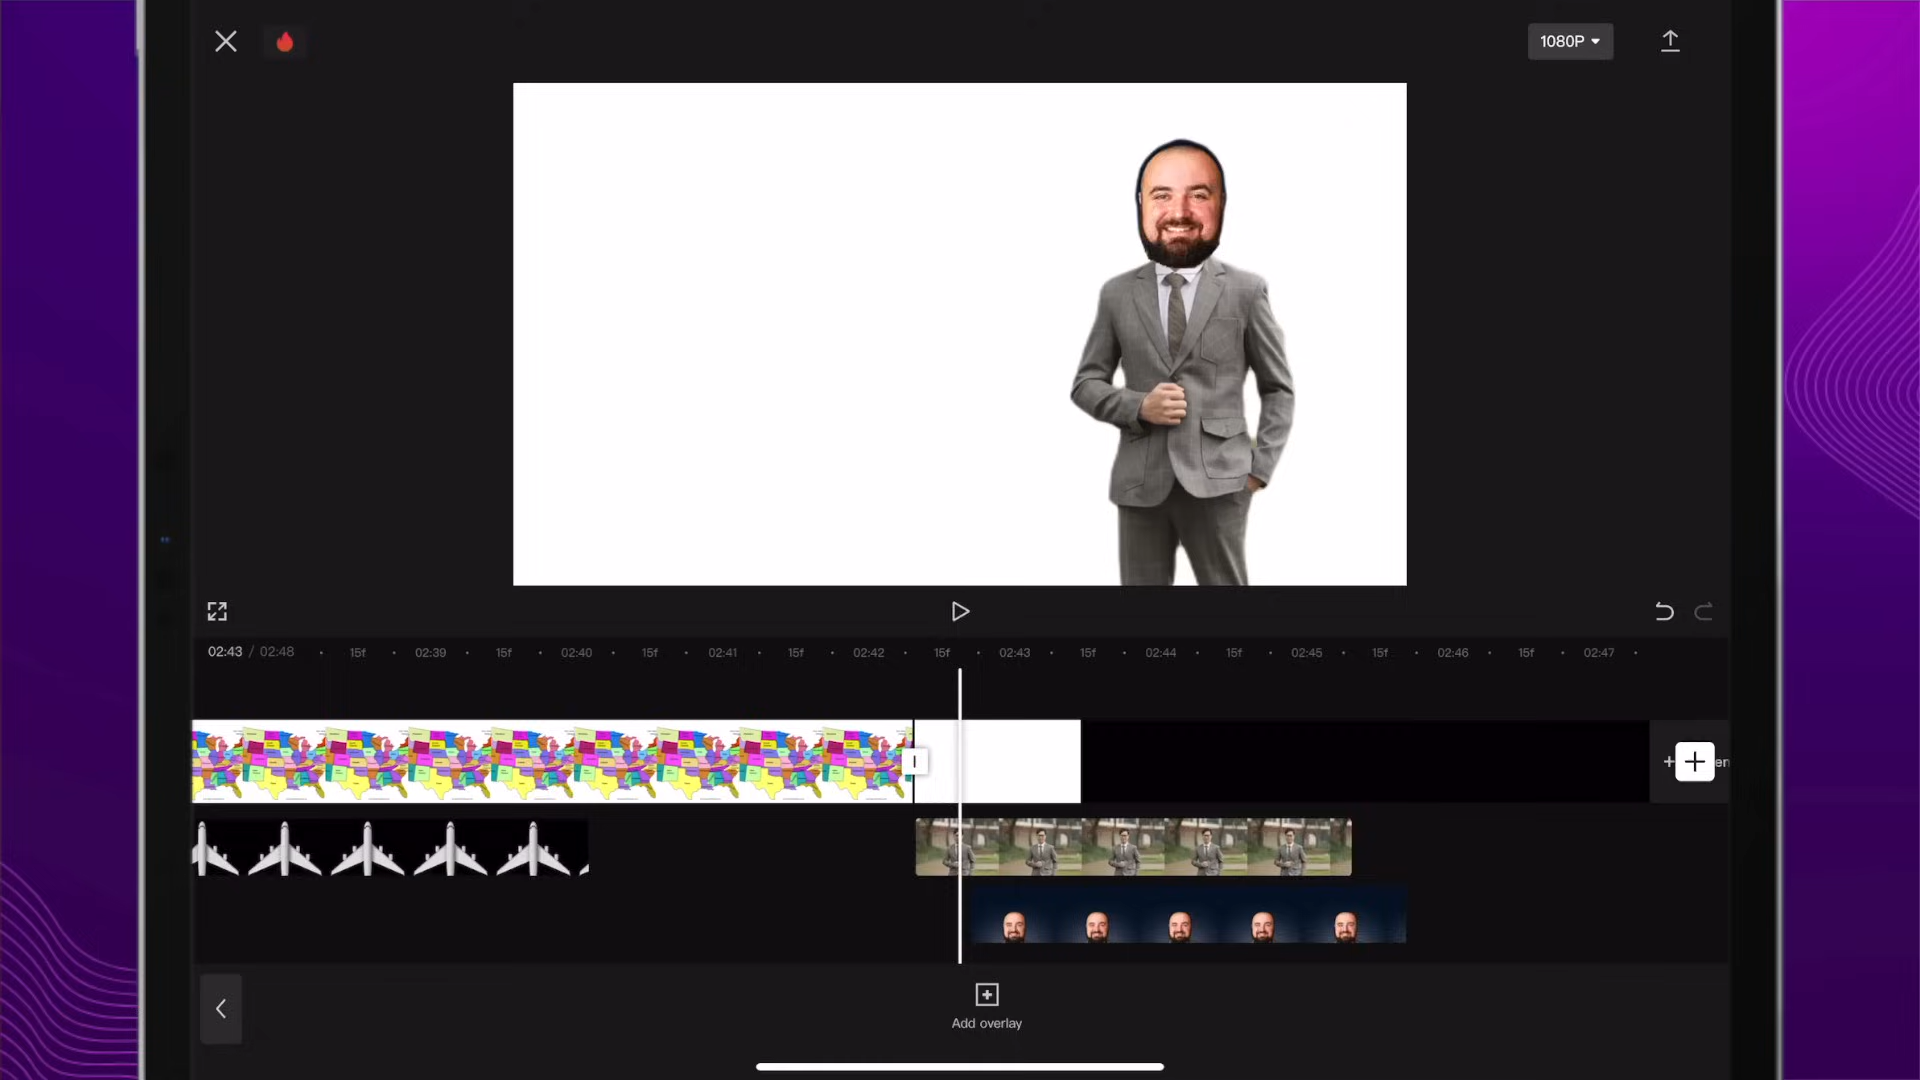 1080P
02:43 / 02:48 15f 02:39 15f 02:40 15f 02:41 15f 02:42 15f 02:43 15f 02:44 15f 02:45 15f 02:46 15f 02:47
+ en
Add overlay